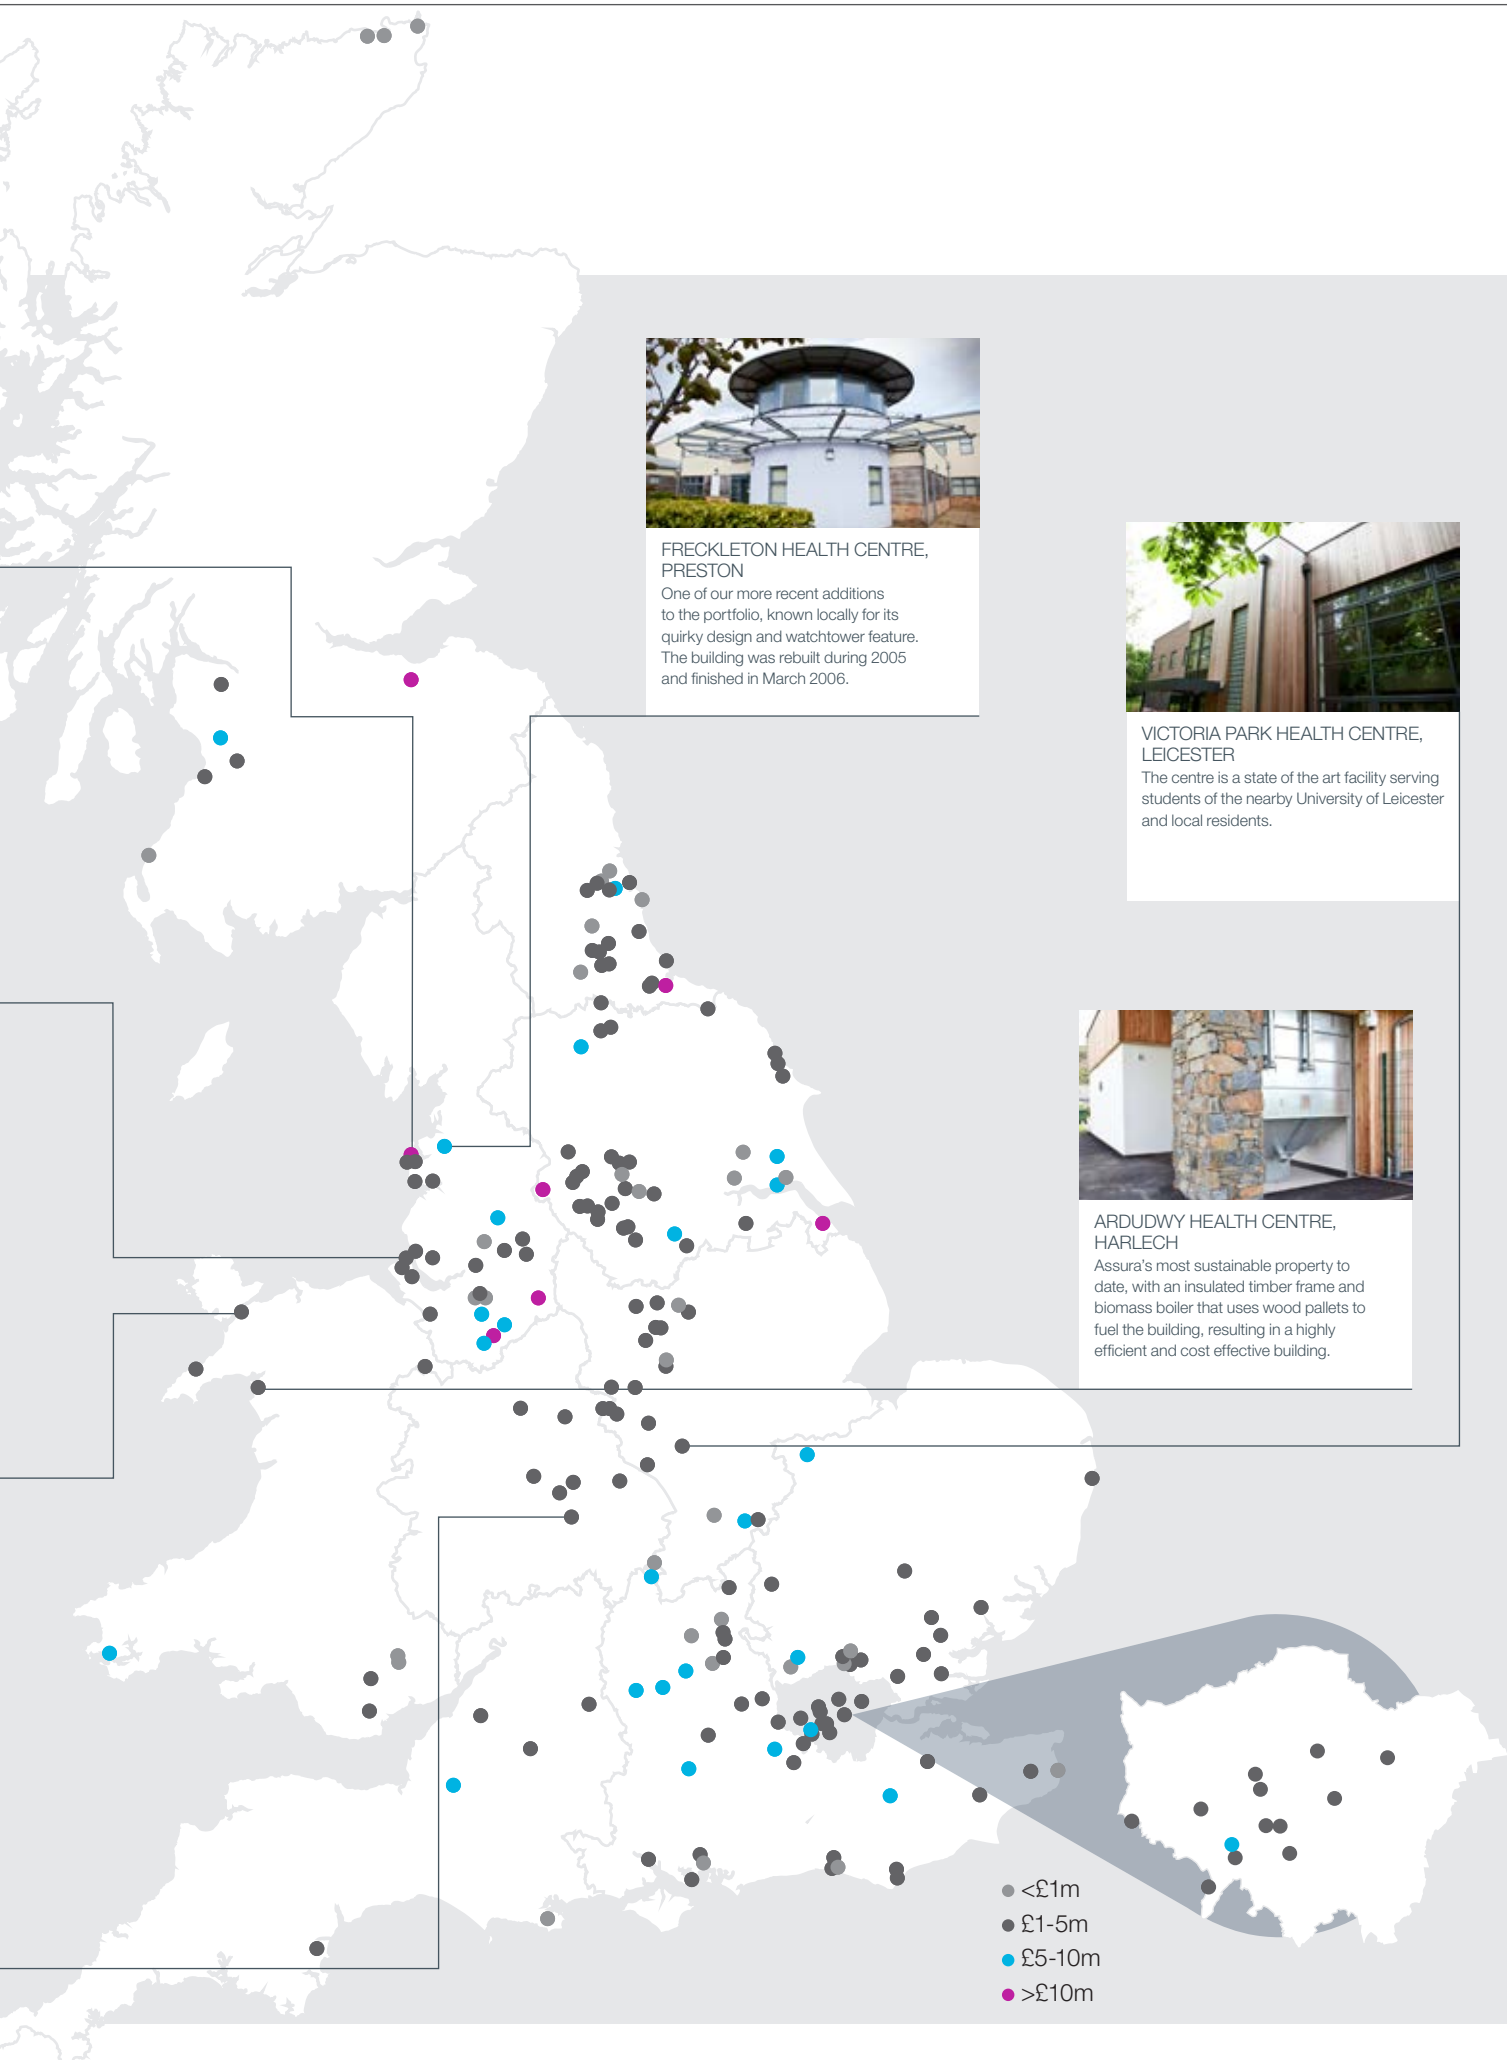 FRECKLETON HEALTH CENTRE,
PRESTON
One of our more recent additions
to the portfolio, known locally for its
quirky design and watchtower feature.
The building was rebuilt during 2005
and finished in March 2006.
VICTORIA PARK HEALTH CENTRE,
LEICESTER
The centre is a state of the art facility serving
students of the nearby University of Leicester
and local residents.
ARDUDWY HEALTH CENTRE,
HARLECH
Assura's most sustainable property to
date, with an insulated timber frame and
biomass boiler that uses wood pallets to
fuel the building, resulting in a highly
efficient and cost effective building.
<£1m
£1-5m
£5-10m
>£10m